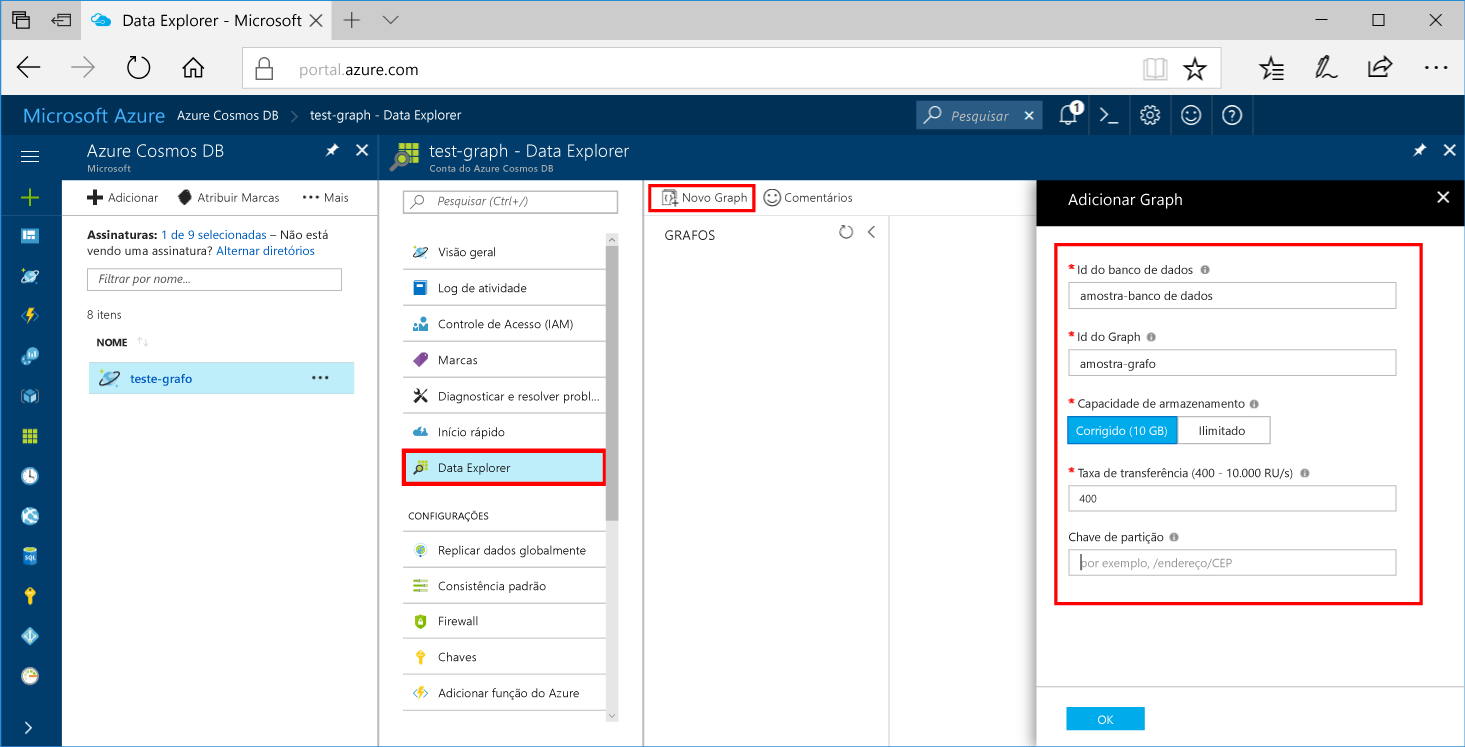 Data Explorer - Microsoft
portal.azure.com
Microsoft Azure Azure Cosmos DB test-graph - Data Explorer
Pesquisar
1
Azure Cosmos DB
Microsoft
Adicionar Atribuir Marcas Mais
Assinaturas: 1 de 9 selecionadas – Não está
vendo uma assinatura? Alternar diretórios
Filtrar por nome...
8 itens
NOME
teste-grafo
SQL
test-graph - Data Explorer
Conta do Azure Cosmos DB
Pesquisar (Ctrl+/)
Visão geral
Log de atividade
Controle de Acesso (IAM)
Marcas
Diagnosticar e resolver probl...
Início rápido
Data Explorer
CONFIGURAÇÕES
Replicar dados globalmente
Consistência padrão
Firewall
Chaves
Adicionar função do Azure
Novo Graph Comentários
GRAFOS
Adicionar Graph
* Id do banco de dados
amostra-banco de dados
* Id do Graph
amostra-grafo
* Capacidade de armazenamento
Corrigido (10 GB) Ilimitado
* Taxa de transferência (400 - 10.000 RU/s)
400
Chave de partição
por exemplo, /endereço/CEP
OK